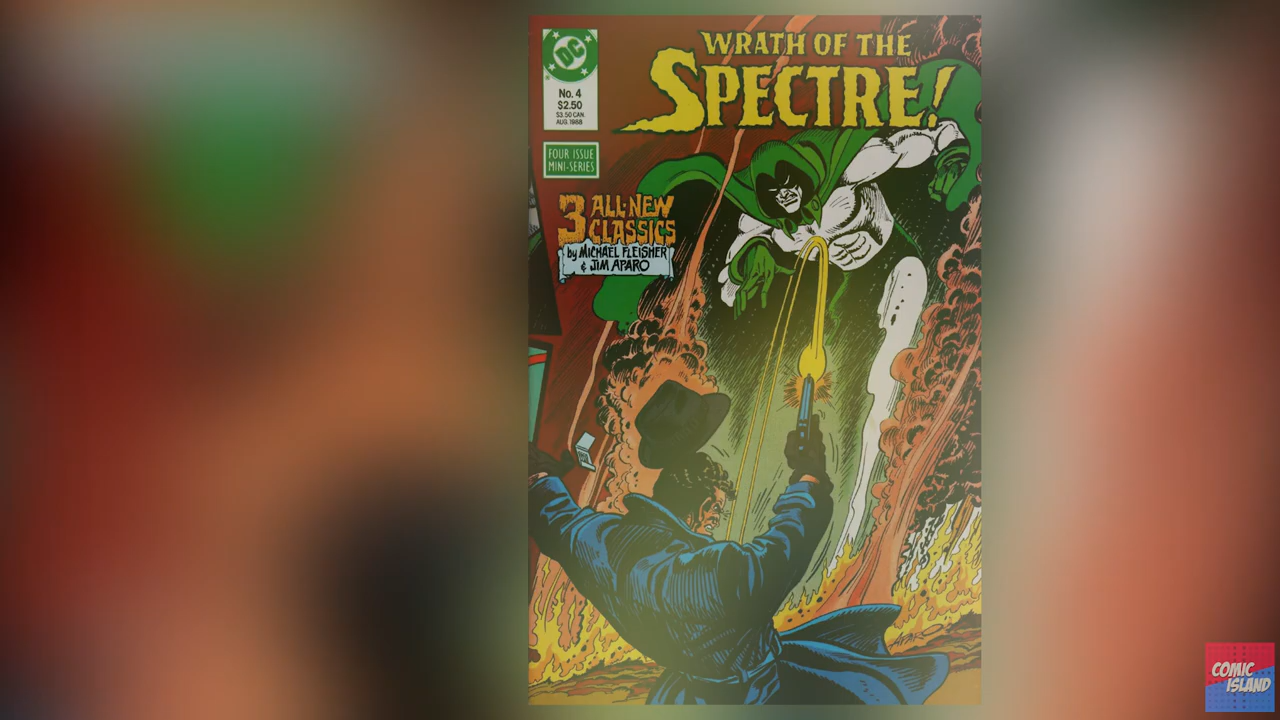 DC
No. 4
$2.50
$3.50 CAN.
AUG. 1988
FOUR ISSUE
MINI-SERIES
WRATH OF THE
SPECTRE!
3 ALL-NEW
CLASSICS
by MICHAEL FLEISHER
& JIM APARO
APARO
COMIC
ISLAND